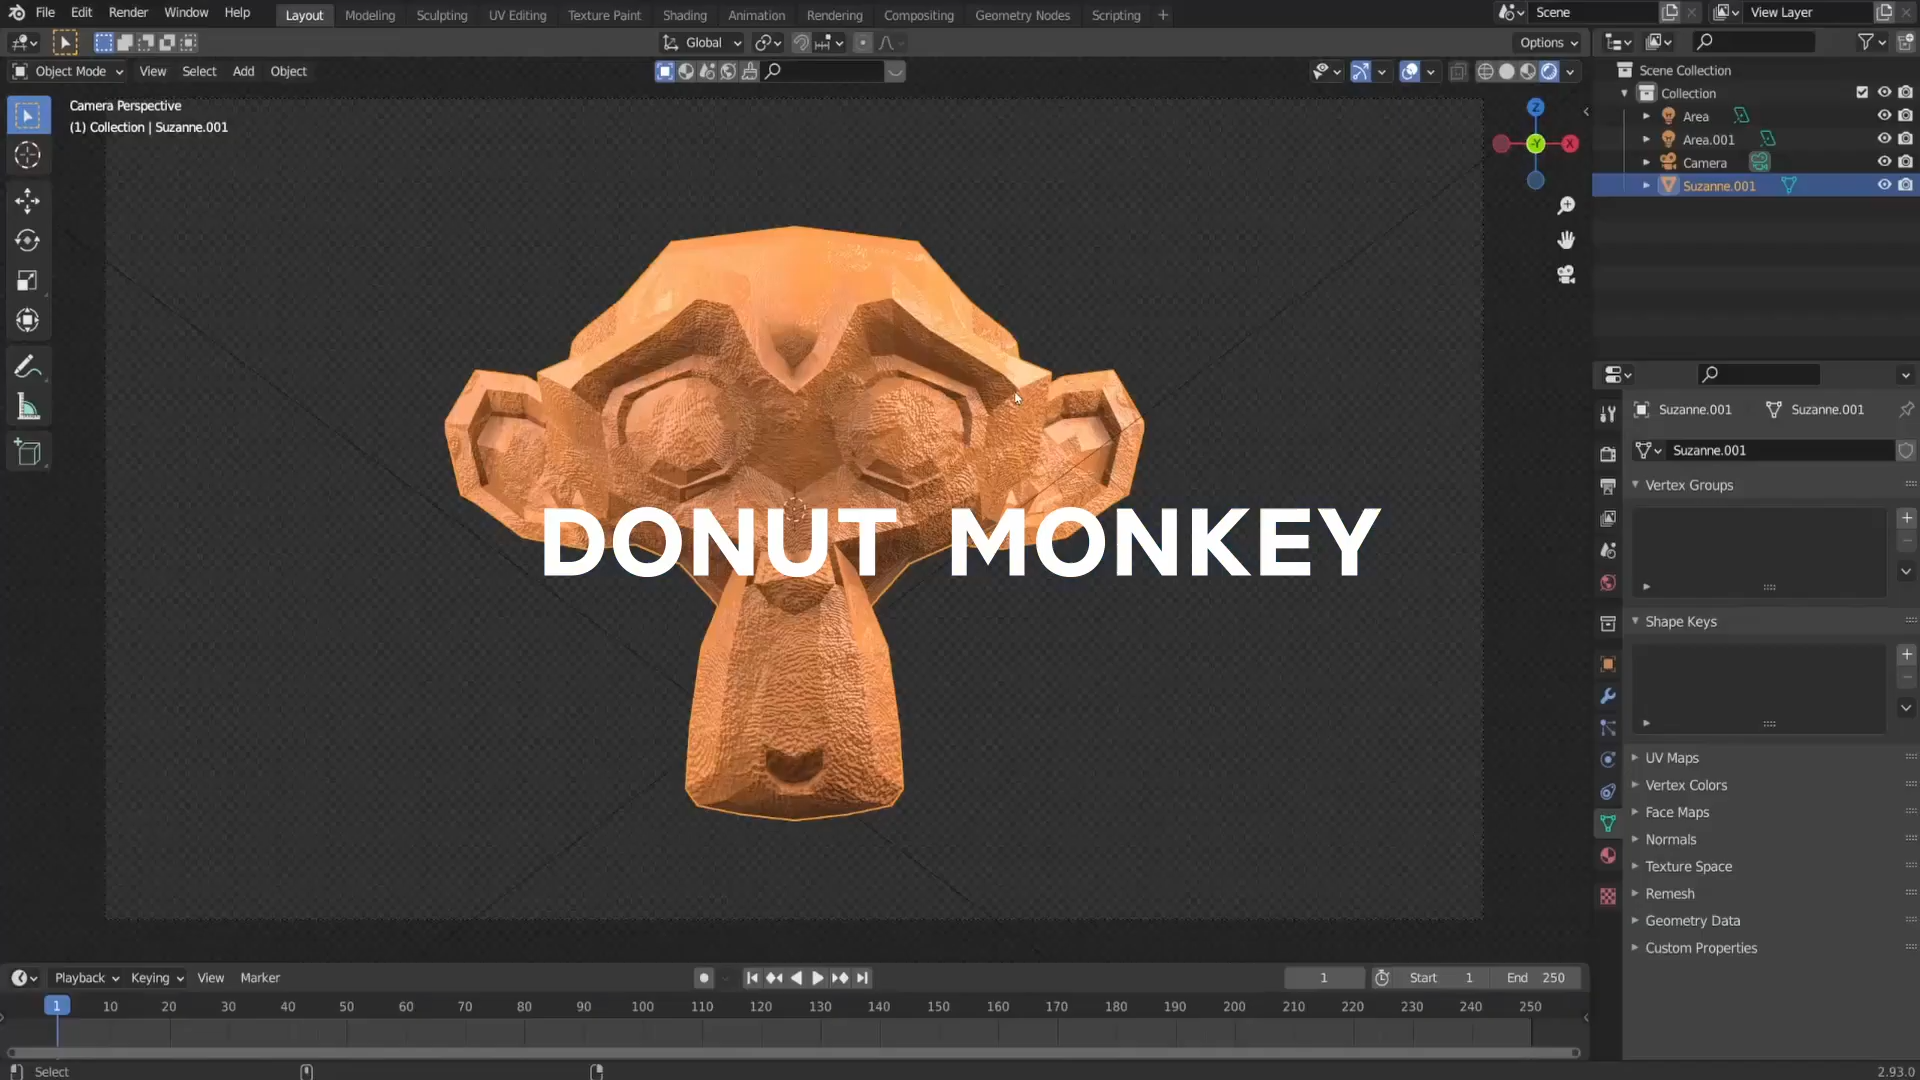 File Edit Render Window Help Layout Modeling Sculpting UV Editing Texture Paint Shading Animation Rendering Compositing Geometry Nodes Scripting + Scene View Layer
Global Options
Object Mode View Select Add Object
Camera Perspective
(1) Collection | Suzanne.001
Z
-Y
X
Scene Collection
Collection
Area
Area.001
Camera
Suzanne.001
DONUT MONKEY
Suzanne.001 Suzanne.001
Suzanne.001
Vertex Groups
Shape Keys
UV Maps
Vertex Colors
Face Maps
Normals
Texture Space
Remesh
Geometry Data
Custom Properties
Playback Keying View Marker 1 Start 1 End 250
1 10 20 30 40 50 60 70 80 90 100 110 120 130 140 150 160 170 180 190 200 210 220 230 240 250
Select 2.93.0